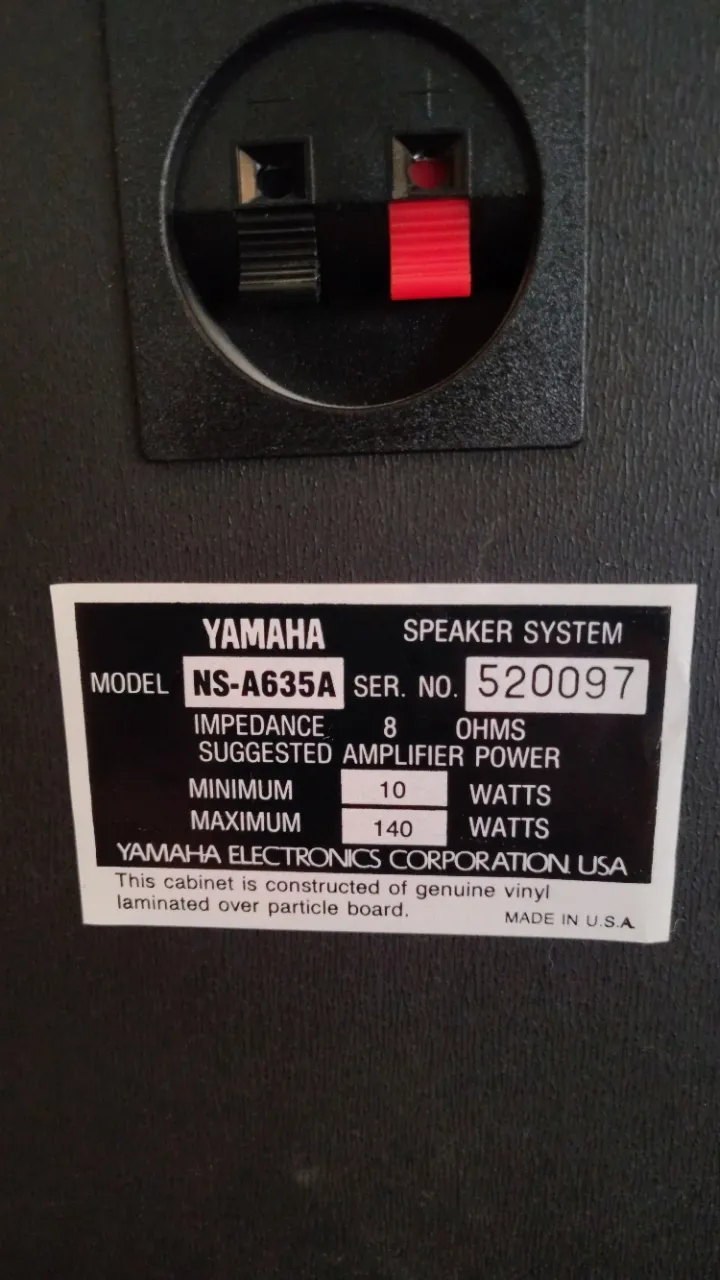 - +
YAMAHA SPEAKER SYSTEM
MODEL NS-A635A SER. NO. 520097
IMPEDANCE 8 OHMS
SUGGESTED AMPLIFIER POWER
MINIMUM 10 WATTS
MAXIMUM 140 WATTS
YAMAHA ELECTRONICS CORPORATION. USA
This cabinet is constructed of genuine vinyl
laminated over particle board.
MADE IN U.S.A